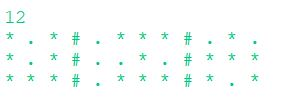 12
* . * # . * * * # . * .
* . * # . . * . # * * *
* * * # . * * * # * . *